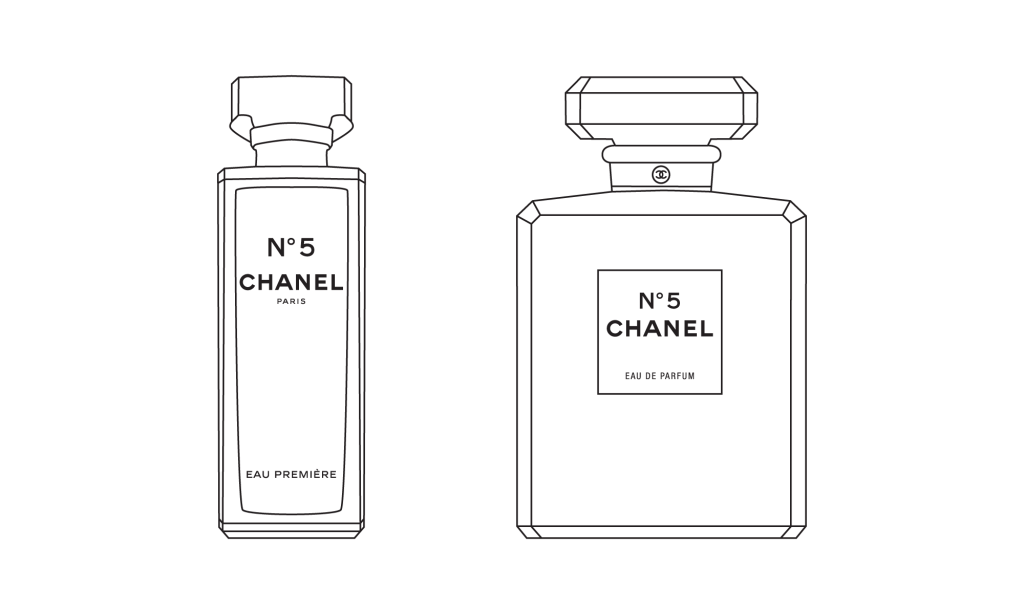 N°5
CHANEL
PARIS
EAU PREMIÈRE
N°5
CHANEL
EAU DE PARFUM